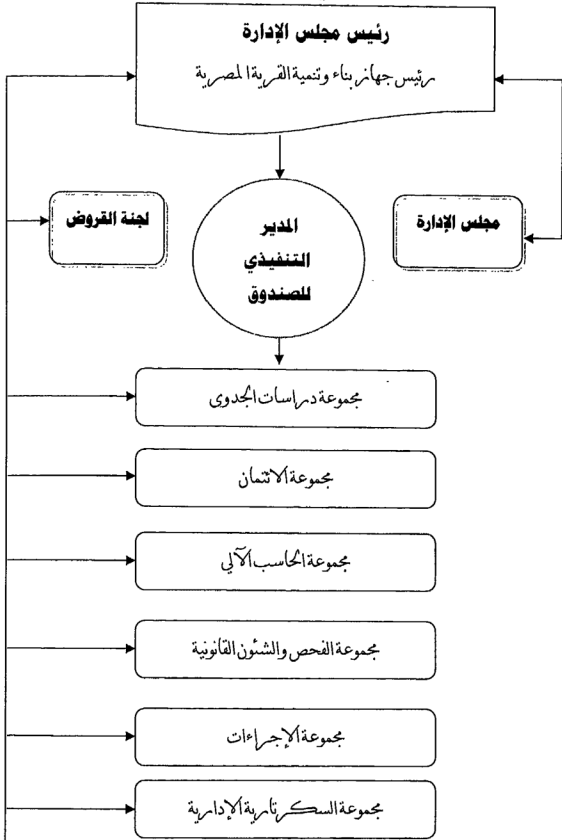 رئيس مجلس الإدارة
رئيس جهاز بناء وتنمية القرية المصرية
لجنة القروض
مجلس الإدارة
المدير
التنفيذي
للصندوق
مجموعة دراسات الجدوى
مجموعة الائتمان
مجموعة الحاسب الآلي
مجموعة الفحص والشئون القانونية
مجموعة الإجراءات
مجموعة السكرتارية الإدارية